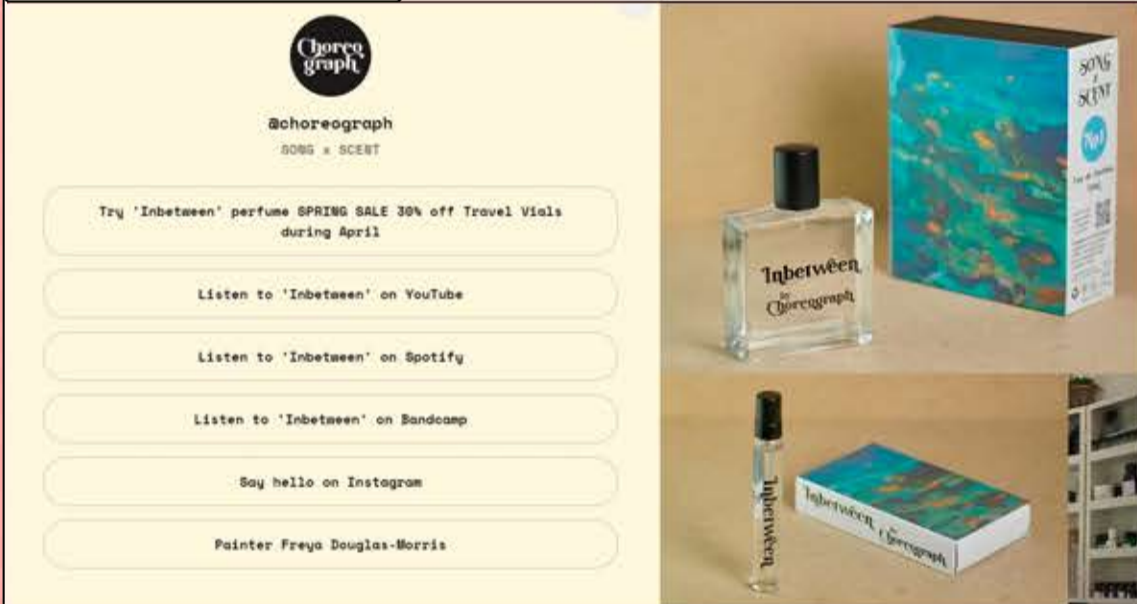 Choreo
graph
@choreograph
SONG x SCENT
Try 'Inbetween' perfume SPRING SALE 30% off Travel Vials
during April
Listen to 'Inbetween' on YouTube
Listen to 'Inbetween' on Spotify
Listen to 'Inbetween' on Bandcamp
Say hello on Instagram
Painter Freya Douglas-Morris
SONG
x
SCENT
No1
Inbetween
by
Choreograph
Inbetween
Inbetween by Choreograph